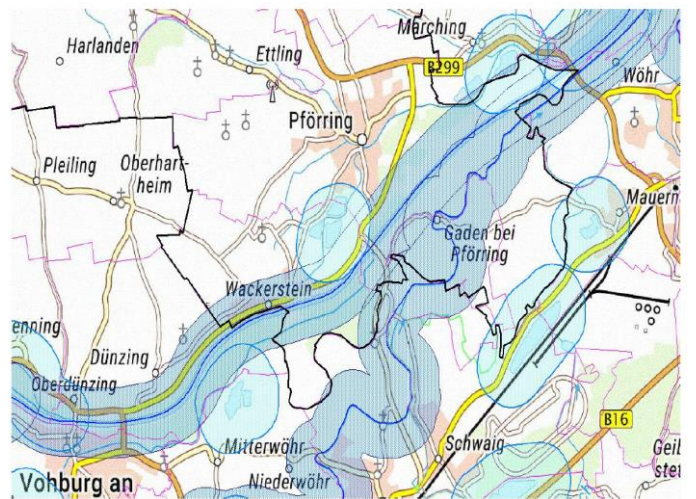 Marching
Harlanden
Ettling
B299
Wöhr
Pförring
Pleiling
Oberhart-
heim
Mauern
Gaden bei
Pförring
Wackerstein
enning
Dünzing
Oberdünzing
B16
Mitterwöhr
Schwaig
Geib
stet
Niederwöhr
Vohburg an